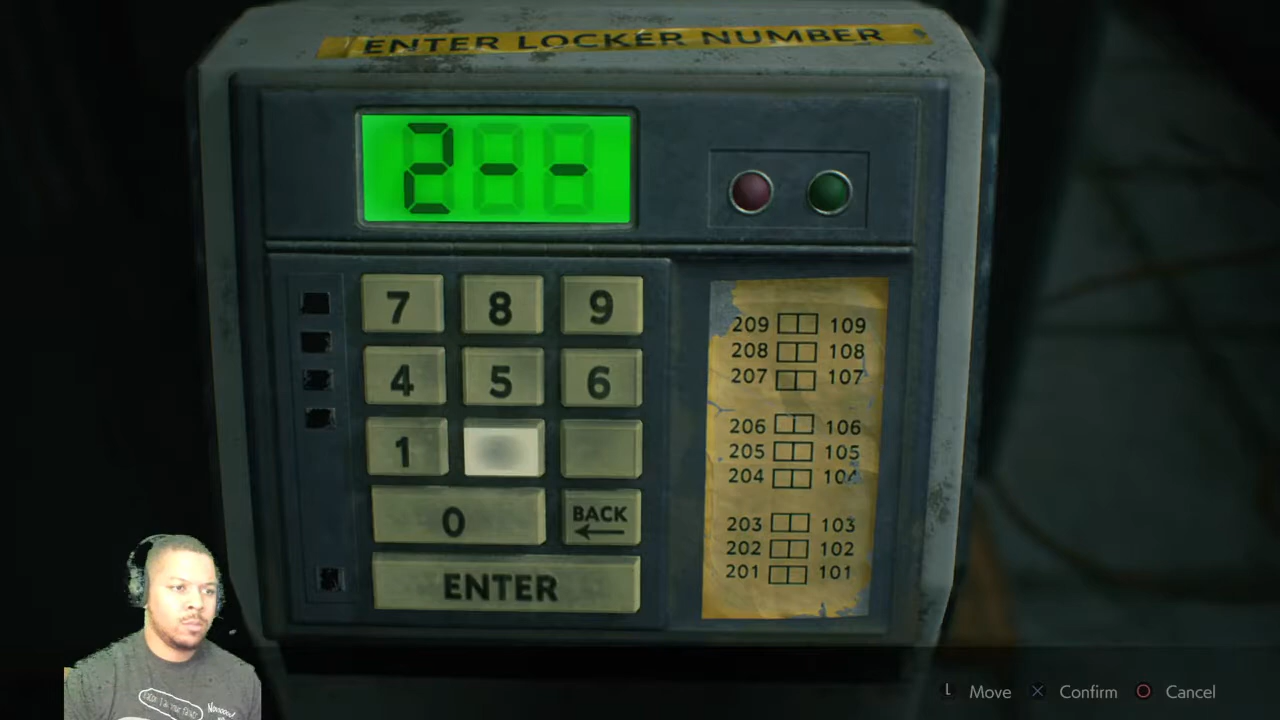 ENTER LOCKER NUMBER
2--
7 8 9
4 5 6
1
0 BACK
ENTER
209 109
208 108
207 107
206 106
205 105
204 104
203 103
202 102
201 101
L Move X Confirm O Cancel